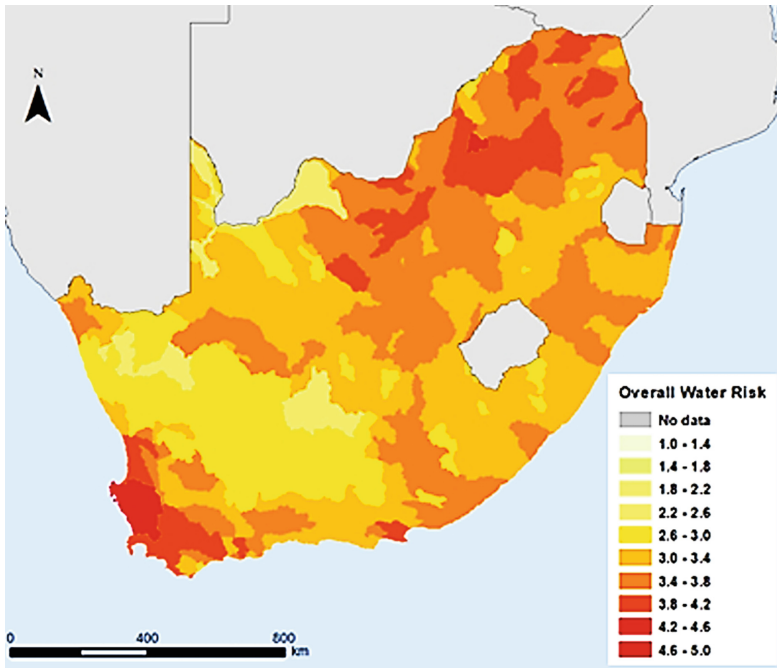 N
Overall Water Risk
No data
1.0 - 1.4
1.4 - 1.8
1.8 - 2.2
2.2 - 2.6
2.6 - 3.0
3.0 - 3.4
3.4 - 3.8
3.8 - 4.2
4.2 - 4.6
4.6 - 5.0
0 400 800
km